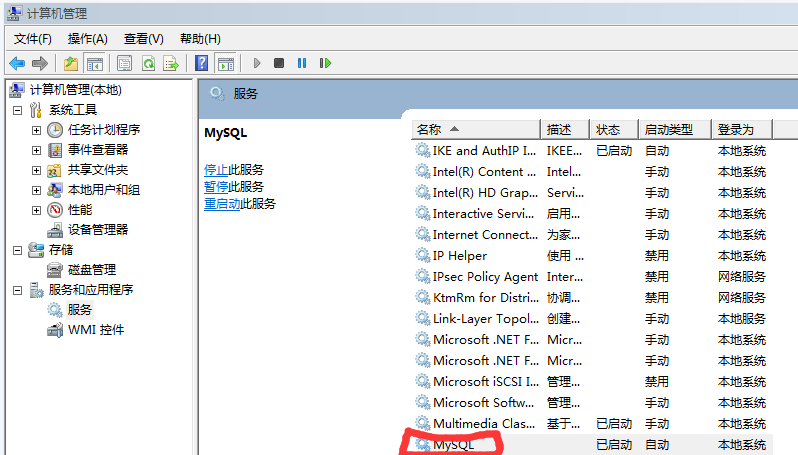 计算机管理
文件(F) 操作(A) 查看(V) 帮助(H)
计算机管理(本地)
系统工具
任务计划程序
事件查看器
共享文件夹
本地用户和组
性能
设备管理器
存储
磁盘管理
服务和应用程序
服务
WMI 控件
服务
MySQL
停止此服务
暂停此服务
重启动此服务
名称 描述 状态 启动类型 登录为
IKE and AuthIP I... IKEE... 已启动 自动 本地系统
Intel(R) Content ... Intel... 手动 本地系统
Intel(R) HD Grap... Servi... 手动 本地系统
Interactive Servi... 启用... 手动 本地系统
Internet Connect... 为家... 手动 本地系统
IP Helper 使用 ... 禁用 本地系统
IPsec Policy Agent Inter... 禁用 网络服务
KtmRm for Distri... 协调... 禁用 网络服务
Link-Layer Topol... 创建... 手动 本地服务
Microsoft .NET F... Micr... 手动 本地系统
Microsoft .NET F... Micr... 手动 本地系统
Microsoft iSCSI I... 管理... 禁用 本地系统
Microsoft Softw... 管理... 手动 本地系统
Multimedia Clas... 基于... 已启动 手动 本地系统
MySQL 已启动 自动 本地系统